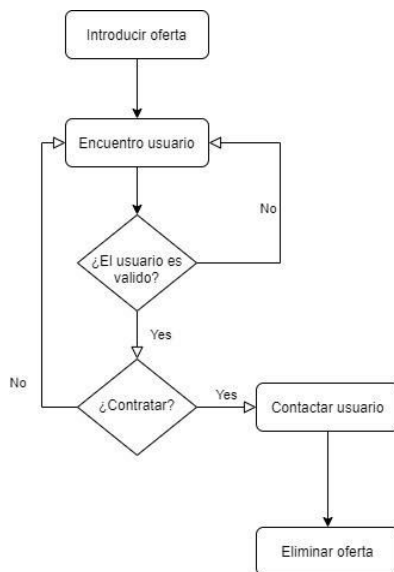 Introducir oferta
Encuentro usuario
No
¿El usuario es
valido?
Yes
No
¿Contratar?
Yes
Contactar usuario
Eliminar oferta